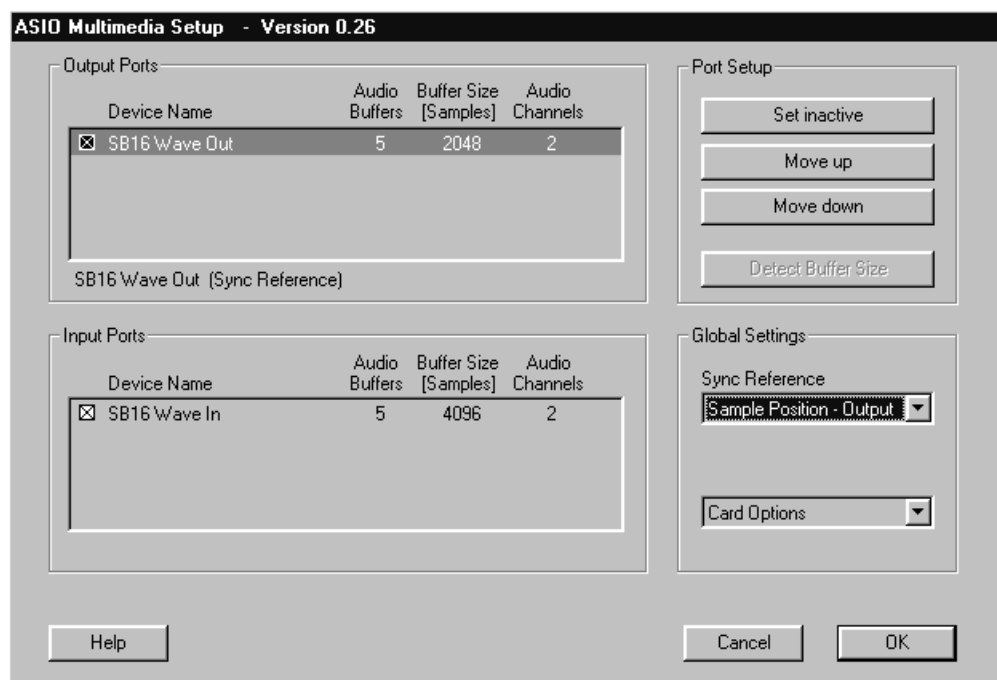 ASIO Multimedia Setup - Version 0.26
Output Ports
Device Name
Audio Buffers
Buffer Size [Samples]
Audio Channels
SB16 Wave Out 5 2048 2
SB16 Wave Out (Sync Reference)
Port Setup
Set inactive
Move up
Move down
Detect Buffer Size
Input Ports
Device Name
Audio Buffers
Buffer Size [Samples]
Audio Channels
SB16 Wave In 5 4096 2
Global Settings
Sync Reference
Sample Position - Output
Card Options
Help
Cancel
OK